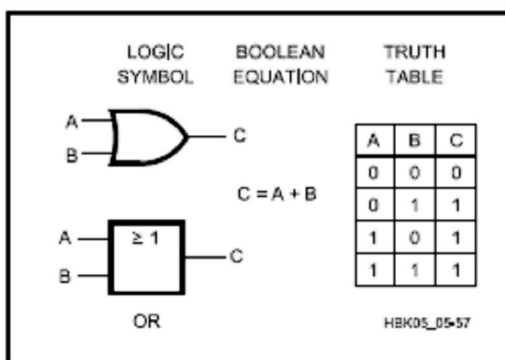 LOGIC BOOLEAN TRUTH
SYMBOL EQUATION TABLE
A
B
C
C = A + B
A B C
0 0 0
0 1 1
1 0 1
1 1 1
A
B
≥ 1
C
OR
HBK05_05-57